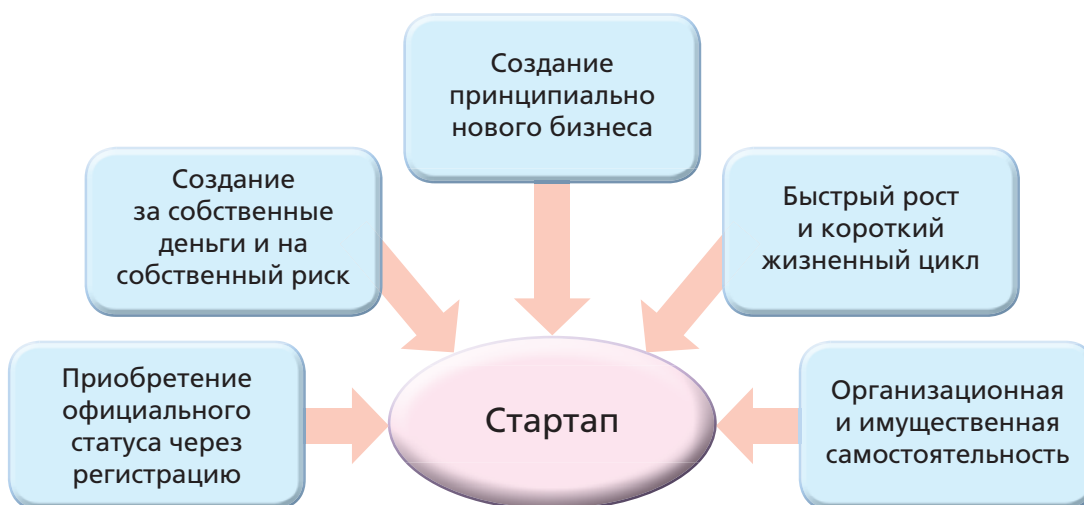 Создание
принципиально
нового бизнеса
Создание
за собственные
деньги и на
собственный риск
Быстрый рост
и короткий
жизненный цикл
Приобретение
официального
статуса через
регистрацию
Стартап
Организационная
и имущественная
самостоятельность